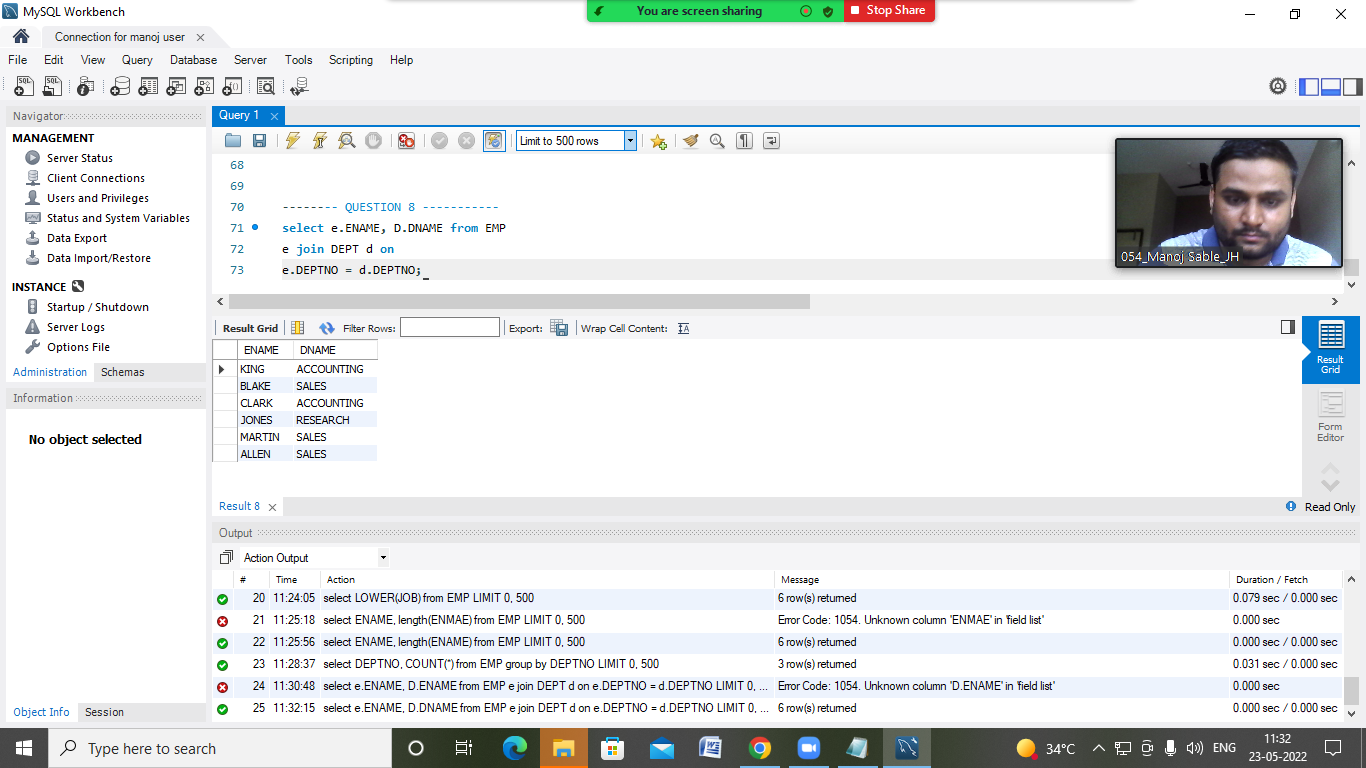 MySQL Workbench
You are screen sharing
Stop Share
Connection for manoj user
File Edit View Query Database Server Tools Scripting Help
Navigator
MANAGEMENT
Server Status
Client Connections
Users and Privileges
Status and System Variables
Data Export
Data Import/Restore
INSTANCE
Startup / Shutdown
Server Logs
Options File
Administration Schemas
Information
No object selected
Object Info Session
Query 1
Limit to 500 rows
68
69
70 -------- QUESTION 8 -----------
71 select e.ENAME, D.DNAME from EMP
72 e join DEPT d on
73 e.DEPTNO = d.DEPTNO;
054_Manoj Sable_JH
Result Grid Filter Rows: Export: Wrap Cell Content:
ENAME DNAME
KING ACCOUNTING
BLAKE SALES
CLARK ACCOUNTING
JONES RESEARCH
MARTIN SALES
ALLEN SALES
Result Grid
Form Editor
Result 8
Read Only
Output
Action Output
# Time Action Message Duration / Fetch
20 11:24:05 select LOWER(JOB) from EMP LIMIT 0, 500 6 row(s) returned 0.079 sec / 0.000 sec
21 11:25:18 select ENAME, length(ENMAE) from EMP LIMIT 0, 500 Error Code: 1054. Unknown column 'ENMAE' in 'field list' 0.000 sec
22 11:25:56 select ENAME, length(ENAME) from EMP LIMIT 0, 500 6 row(s) returned 0.000 sec / 0.000 sec
23 11:28:37 select DEPTNO, COUNT(*) from EMP group by DEPTNO LIMIT 0, 500 3 row(s) returned 0.031 sec / 0.000 sec
24 11:30:48 select e.ENAME, D.ENAME from EMP e join DEPT d on e.DEPTNO = d.DEPTNO LIMIT 0, ... Error Code: 1054. Unknown column 'D.ENAME' in 'field list' 0.000 sec
25 11:32:15 select e.ENAME, D.DNAME from EMP e join DEPT d on e.DEPTNO = d.DEPTNO LIMIT 0, ... 6 row(s) returned 0.000 sec / 0.000 sec
Type here to search
34°C
ENG
11:32
23-05-2022